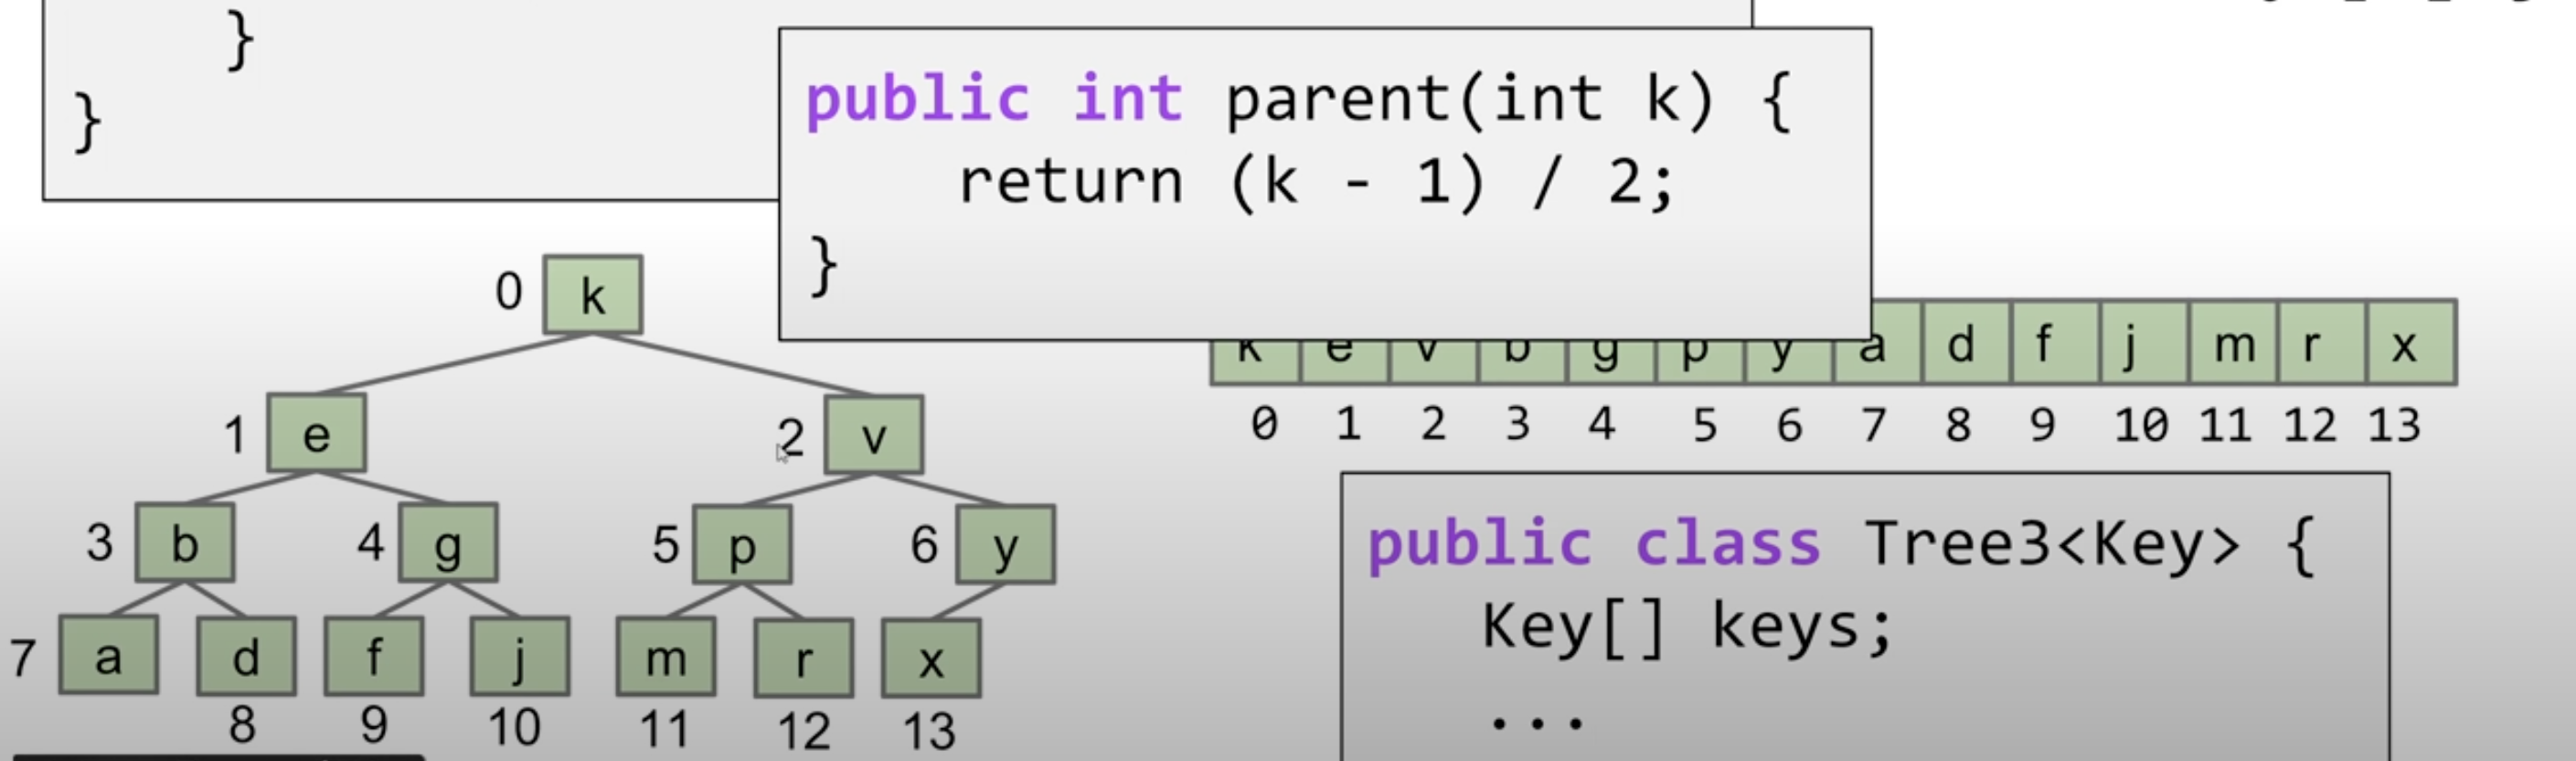 }
}
public int parent(int k) {
return (k - 1) / 2;
}
0 k
1 e 2 v
3 b 4 g 5 p 6 y
7 a d f j m r x
8 9 10 11 12 13
k e v b g p y a d f j m r x
0 1 2 3 4 5 6 7 8 9 10 11 12 13
public class Tree3<Key> {
Key[] keys;
...